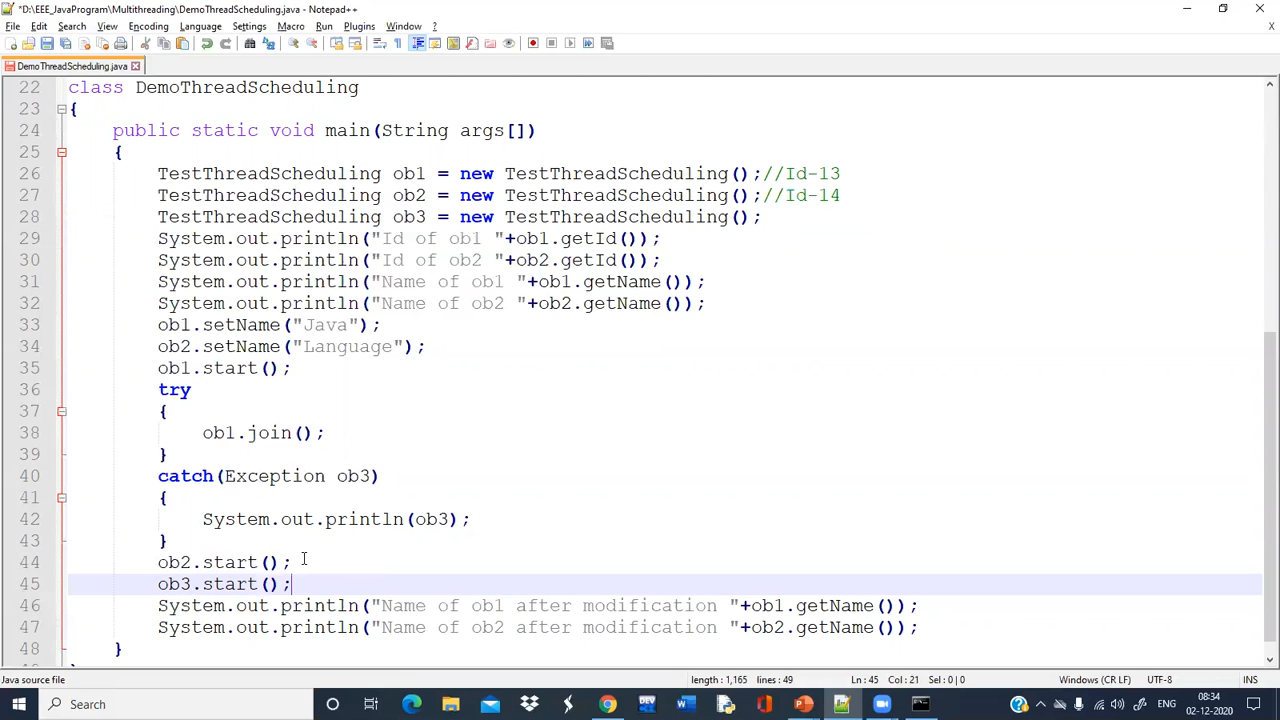 *D:\EEE_JavaProgram\Multithreading\DemoThreadScheduling.java - Notepad++
File Edit Search View Encoding Language Settings Macro Run Plugins Window ?
X
DemoThreadScheduling.java
22 class DemoThreadScheduling
23 {
24 public static void main(String args[])
25 {
26 TestThreadScheduling ob1 = new TestThreadScheduling();//Id-13
27 TestThreadScheduling ob2 = new TestThreadScheduling();//Id-14
28 TestThreadScheduling ob3 = new TestThreadScheduling();
29 System.out.println("Id of ob1 "+ob1.getId());
30 System.out.println("Id of ob2 "+ob2.getId());
31 System.out.println("Name of ob1 "+ob1.getName());
32 System.out.println("Name of ob2 "+ob2.getName());
33 ob1.setName("Java");
34 ob2.setName("Language");
35 ob1.start();
36 try
37 {
38 ob1.join();
39 }
40 catch(Exception ob3)
41 {
42 System.out.println(ob3);
43 }
44 ob2.start();
45 ob3.start();
46 System.out.println("Name of ob1 after modification "+ob1.getName());
47 System.out.println("Name of ob2 after modification "+ob2.getName());
48 }
Java source file length : 1,165 lines : 49 Ln : 45 Col : 21 Sel : 0 | 0 Windows (CR LF) UTF-8 INS
Search
08:34
02-12-2020